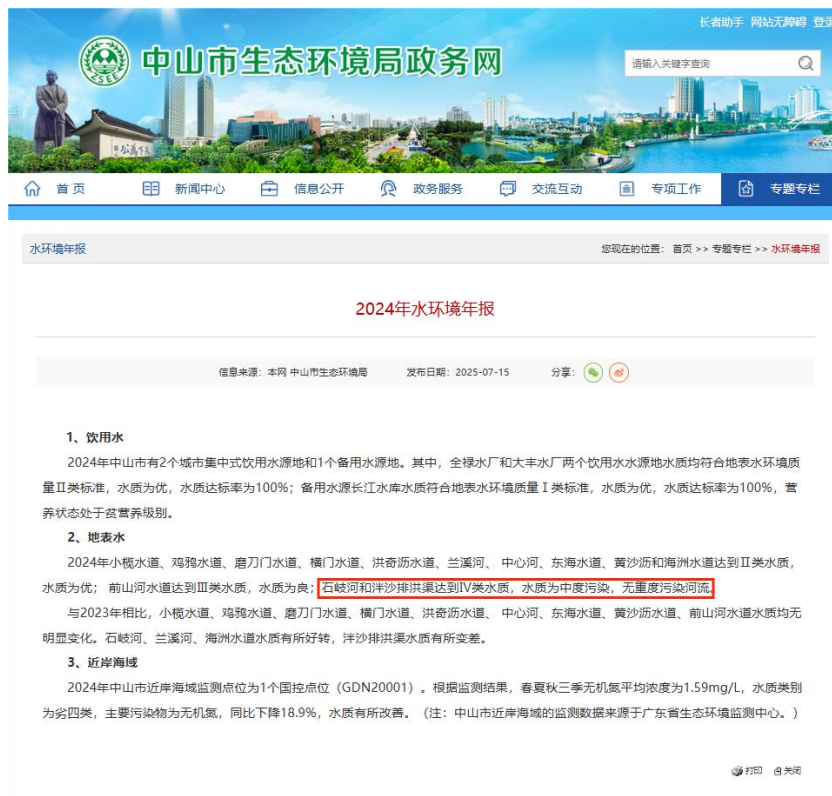 长者助手 网站无障碍 登录
ZSEE
中山市生态环境局政务网
请输入关键字查询
天下为公
首页 新闻中心 信息公开 政务服务 交流互动 专项工作 专题专栏
水环境年报 您现在的位置： 首页 >> 专题专栏 >> 水环境年报
2024年水环境年报
信息来源：本网 中山市生态环境局 发布日期：2025-07-15 分享：
1、饮用水
2024年中山市有2个城市集中式饮用水源地和1个备用水源地。其中，全禄水厂和大丰水厂两个饮用水水源地水质均符合地表水环境质
量Ⅱ类标准，水质为优，水质达标率为100%；备用水源长江水库水质符合地表水环境质量Ⅰ类标准，水质为优，水质达标率为100%，营
养状态处于贫营养级别。
2、地表水
2024年小榄水道、鸡鸦水道、磨刀门水道、横门水道、洪奇沥水道、兰溪河、 中心河、东海水道、黄沙沥和海洲水道达到Ⅱ类水质，
水质为优； 前山河水道达到Ⅲ类水质，水质为良；石岐河和泮沙排洪渠达到Ⅳ类水质，水质为中度污染，无重度污染河流。
与2023年相比，小榄水道、鸡鸦水道、磨刀门水道、横门水道、洪奇沥水道、 中心河、东海水道、黄沙沥水道、前山河水道水质均无
明显变化。石岐河、兰溪河、海洲水道水质有所好转，泮沙排洪渠水质有所变差。
3、近岸海域
2024年中山市近岸海域监测点位为1个国控点位（GDN20001）。根据监测结果，春夏秋三季无机氮平均浓度为1.59mg/L，水质类别
为劣四类，主要污染物为无机氮，同比下降18.9%，水质有所改善。（注：中山市近岸海域的监测数据来源于广东省生态环境监测中心。）
打印 关闭